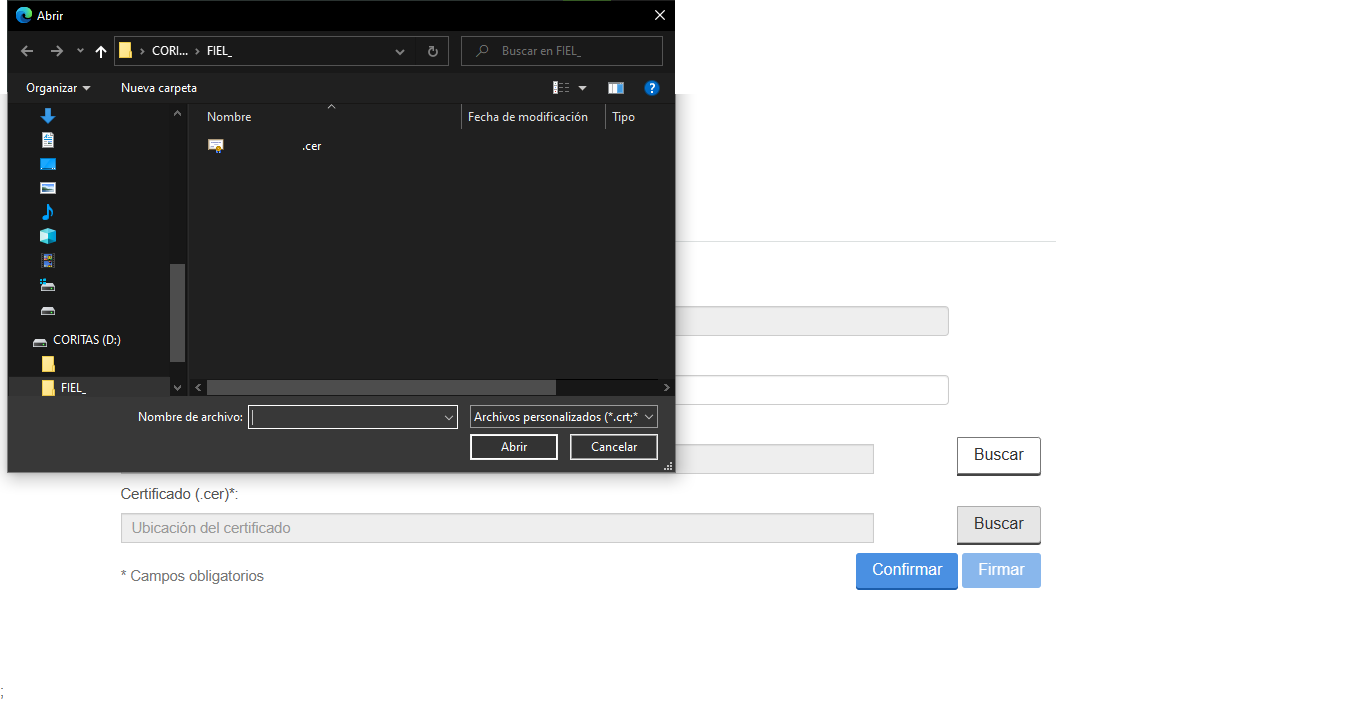 Abrir
CORI... > FIEL_
Buscar en FIEL_
Organizar
Nueva carpeta
?
Nombre
Fecha de modificación
Tipo
.cer
CORITAS (D:)
FIEL_
Nombre de archivo:
Archivos personalizados (*.crt;*
Abrir
Cancelar
Buscar
Certificado (.cer)*:
Ubicación del certificado
Buscar
* Campos obligatorios
Confirmar
Firmar
;